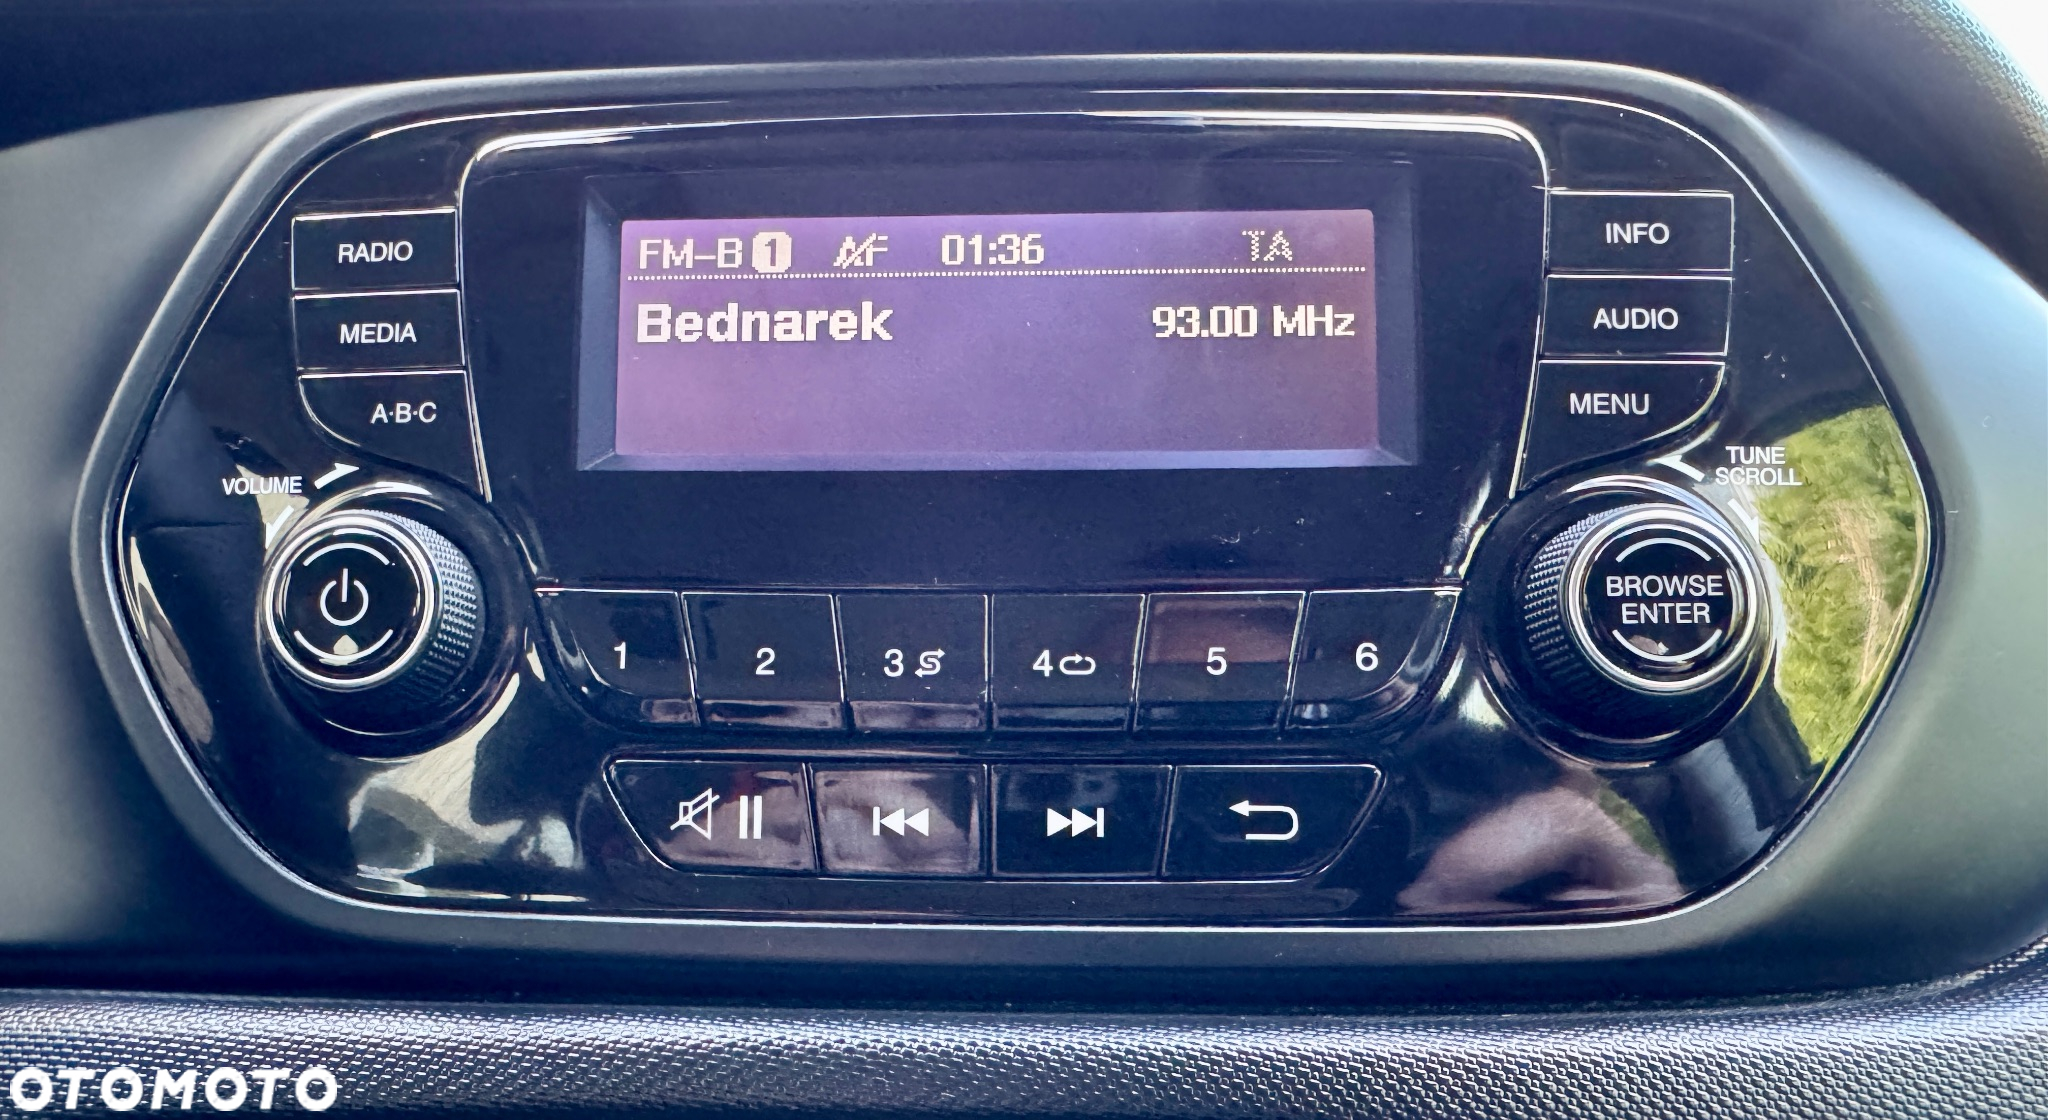 FM-B 1 AF 01:36 TA
Bednarek 93.00 MHz
RADIO
MEDIA
A·B·C
INFO
AUDIO
MENU
VOLUME
TUNE
SCROLL
BROWSE
ENTER
1 2 3 4 5 6
OTOMOTO